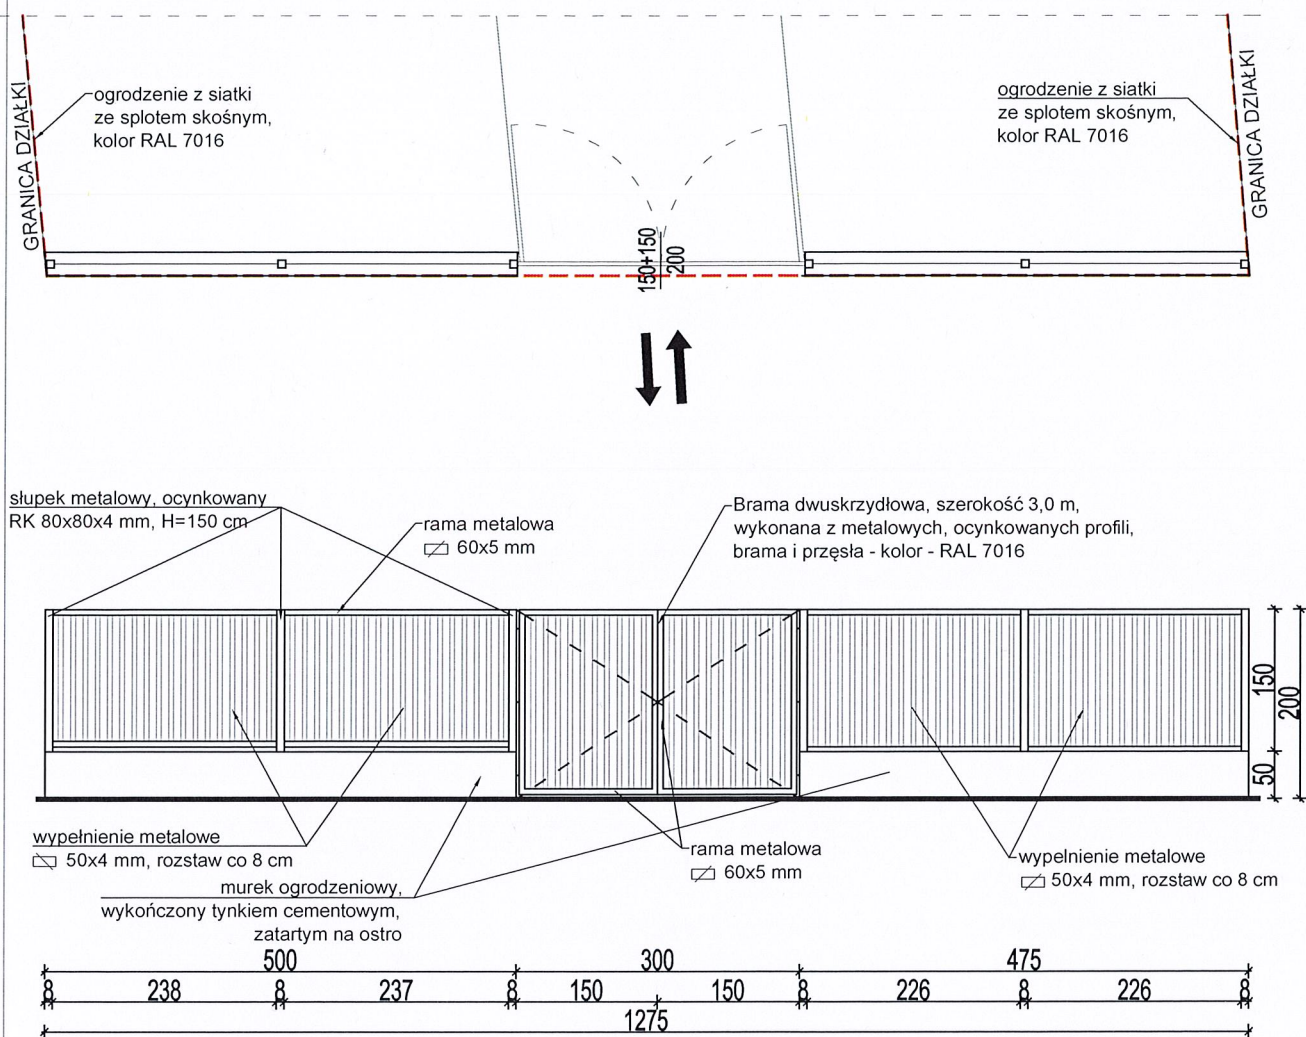 GRANICA DZIAŁKI
ogrodzenie z siatki
ze splotem skośnym,
kolor RAL 7016
ogrodzenie z siatki
ze splotem skośnym,
kolor RAL 7016
GRANICA DZIAŁKI
150+150
200
słupek metalowy, ocynkowany
RK 80x80x4 mm, H=150 cm
rama metalowa
60x5 mm
Brama dwuskrzydłowa, szerokość 3,0 m,
wykonana z metalowych, ocynkowanych profili,
brama i przęsła - kolor - RAL 7016
150
50
200
wypełnienie metalowe
50x4 mm, rozstaw co 8 cm
murek ogrodzeniowy,
wykończony tynkiem cementowym,
zatartym na ostro
rama metalowa
60x5 mm
wypelnienie metalowe
50x4 mm, rozstaw co 8 cm
500 300 475
8 238 8 237 8 150 150 8 226 8 226 8
1275